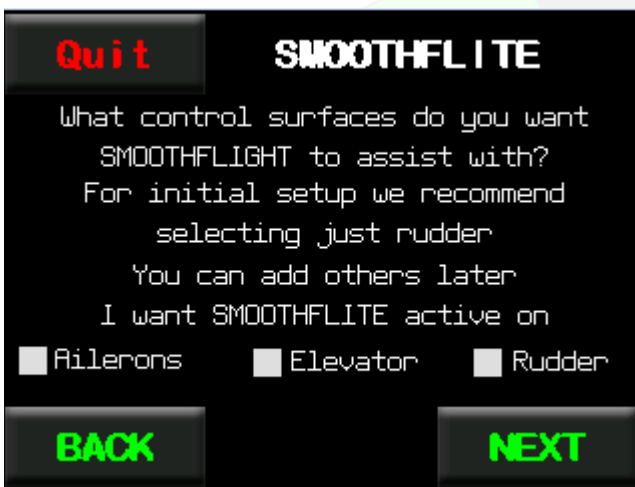 Quit
SMOOTHFLITE
What control surfaces do you want
SMOOTHFLIGHT to assist with?
For initial setup we recommend
selecting just rudder
You can add others later
I want SMOOTHFLITE active on
Ailerons Elevator Rudder
BACK NEXT